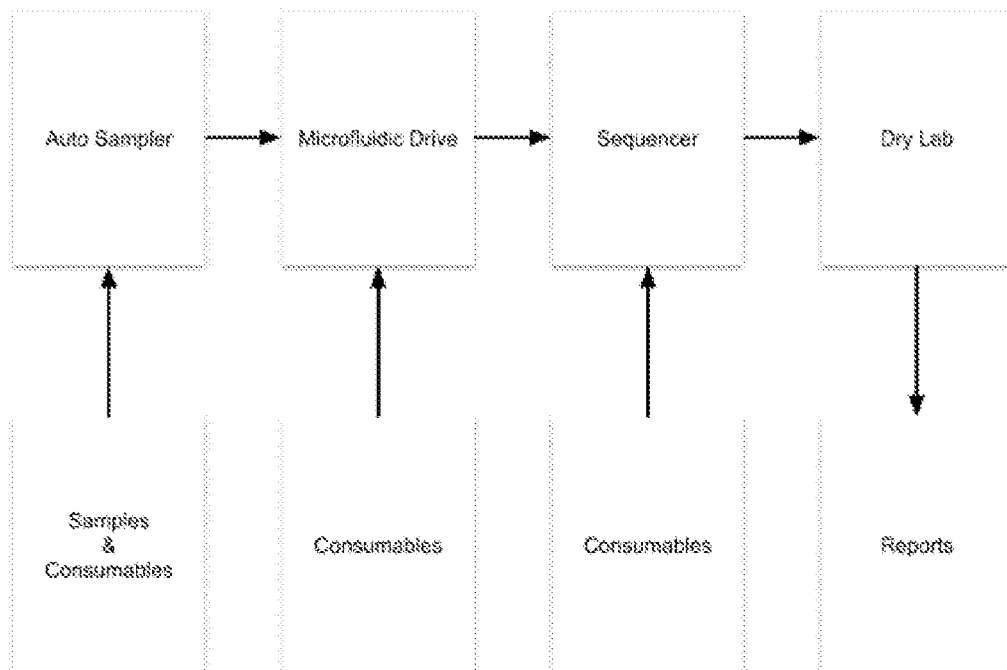 Auto Sampler
Microfluidic Drive
Sequencer
Dry Lab
Samples
&
Consumables
Consumables
Consumables
Reports